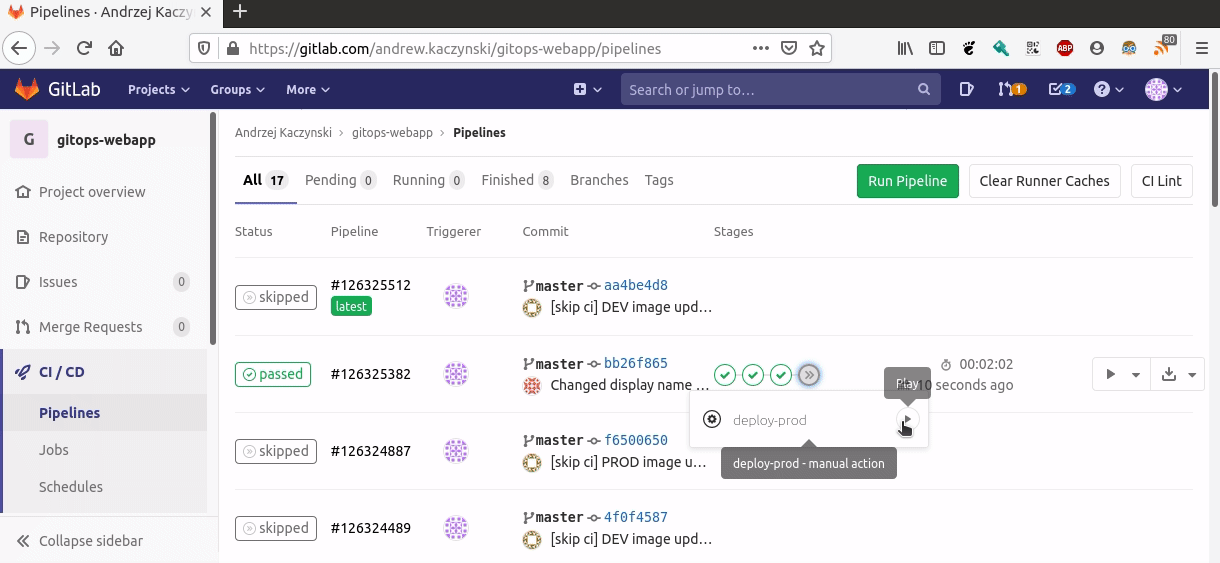 Pipelines · Andrzej Kaczy
80
https://gitlab.com/andrew.kaczynski/gitops-webapp/pipelines
ABP
GitLab Projects Groups More Search or jump to... 1 2 ?
G gitops-webapp
Project overview
Repository
Issues 0
Merge Requests 0
CI / CD
Pipelines
Jobs
Schedules
Collapse sidebar
Andrzej Kaczynski › gitops-webapp › Pipelines
All 17 Pending 0 Running 0 Finished 8 Branches Tags Run Pipeline Clear Runner Caches CI Lint
Status Pipeline Triggerer Commit Stages
skipped #126325512 master aa4be4d8
latest [skip ci] DEV image upd...
passed #126325382 master bb26f865 00:02:02
Changed display name ... 10 seconds ago
Play
deploy-prod
deploy-prod - manual action
skipped #126324887 master f6500650
[skip ci] PROD image u...
skipped #126324489 master 4f0f4587
[skip ci] DEV image upd...